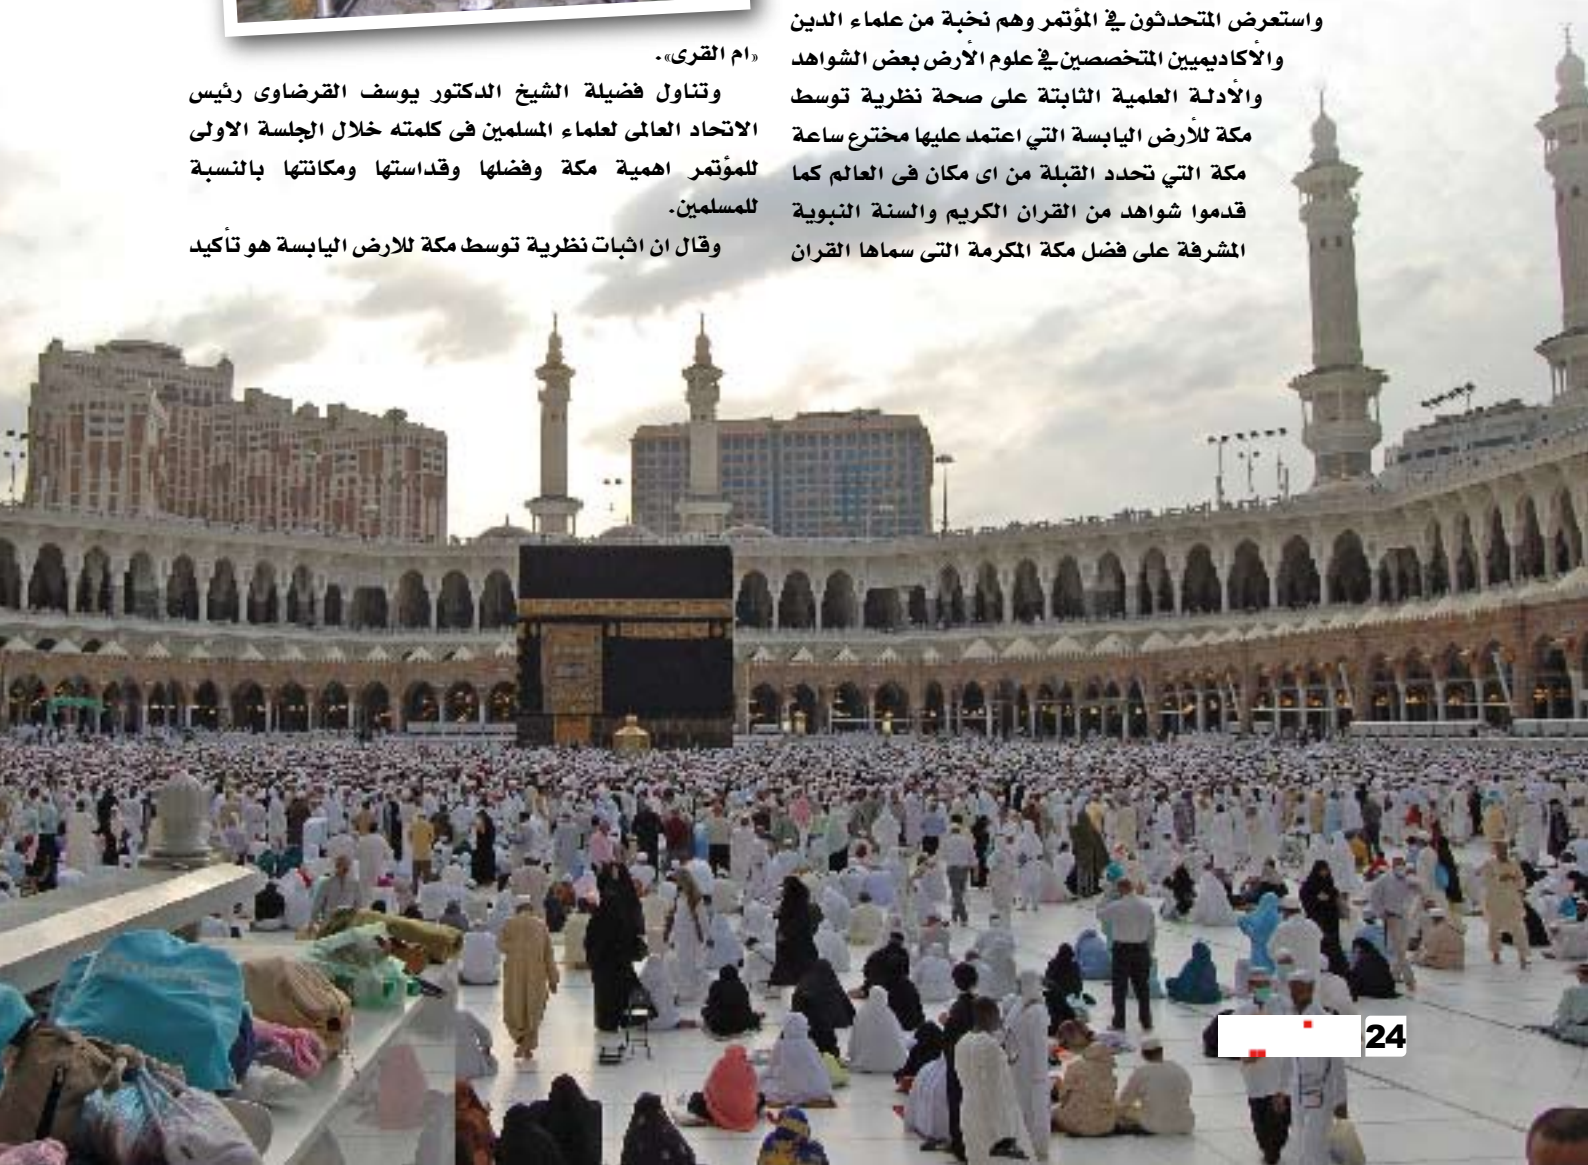 واستعرض المتحدثون في المؤتمر وهم نخبة من علماء الدين
والأكاديميين المتخصصين في علوم الأرض بعض الشواهد
والأدلة العلمية الثابتة على صحة نظرية توسط
مكة للأرض اليابسة التي اعتمد عليها مخترع ساعة
مكة التي تحدد القبلة من اى مكان فى العالم كما
قدموا شواهد من القران الكريم والسنة النبوية
المشرفة على فضل مكة المكرمة التى سماها القران
«ام القرى».
وتناول فضيلة الشيخ الدكتور يوسف القرضاوى رئيس
الاتحاد العالمى لعلماء المسلمين فى كلمته خلال الجلسة الاولى
للمؤتمر اهمية مكة وفضلها وقداستها ومكانتها بالنسبة
للمسلمين.
وقال ان اثبات نظرية توسط مكة للارض اليابسة هو تأكيد
24